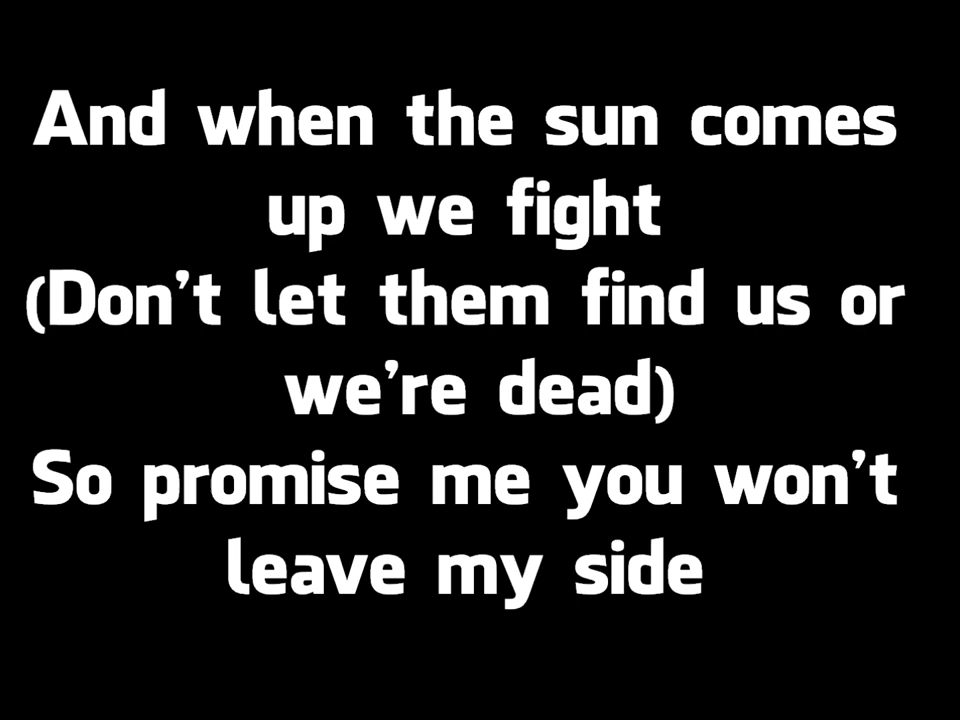 And when the sun comes
up we fight
(Don't let them find us or
we're dead)
So promise me you won't
leave my side